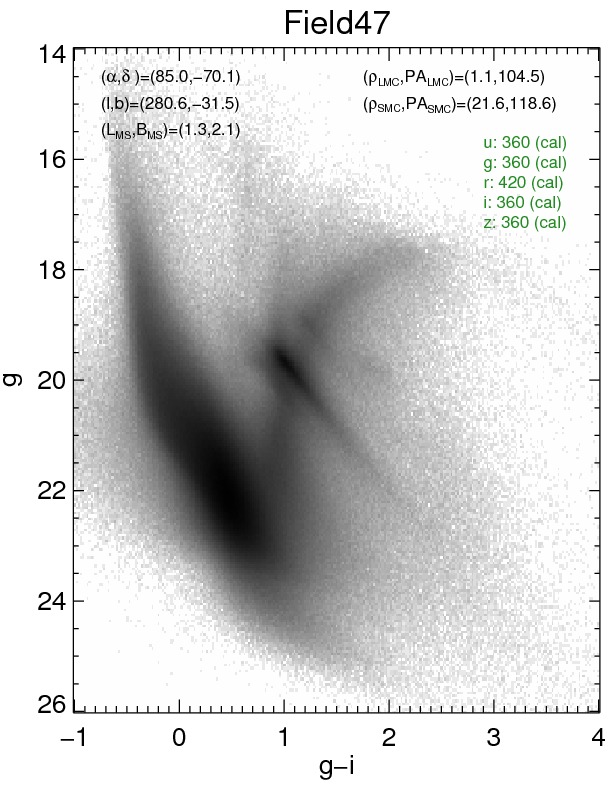 Field47
(α,δ )=(85.0,−70.1)
(ρLMC,PALMC)=(1.1,104.5)
(l,b)=(280.6,−31.5)
(ρSMC,PASMC)=(21.6,118.6)
(LMS,BMS)=(1.3,2.1)
u: 360 (cal)
g: 360 (cal)
r: 420 (cal)
i: 360 (cal)
z: 360 (cal)
14
16
18
20
22
24
26
g
−1 0 1 2 3 4
g−i